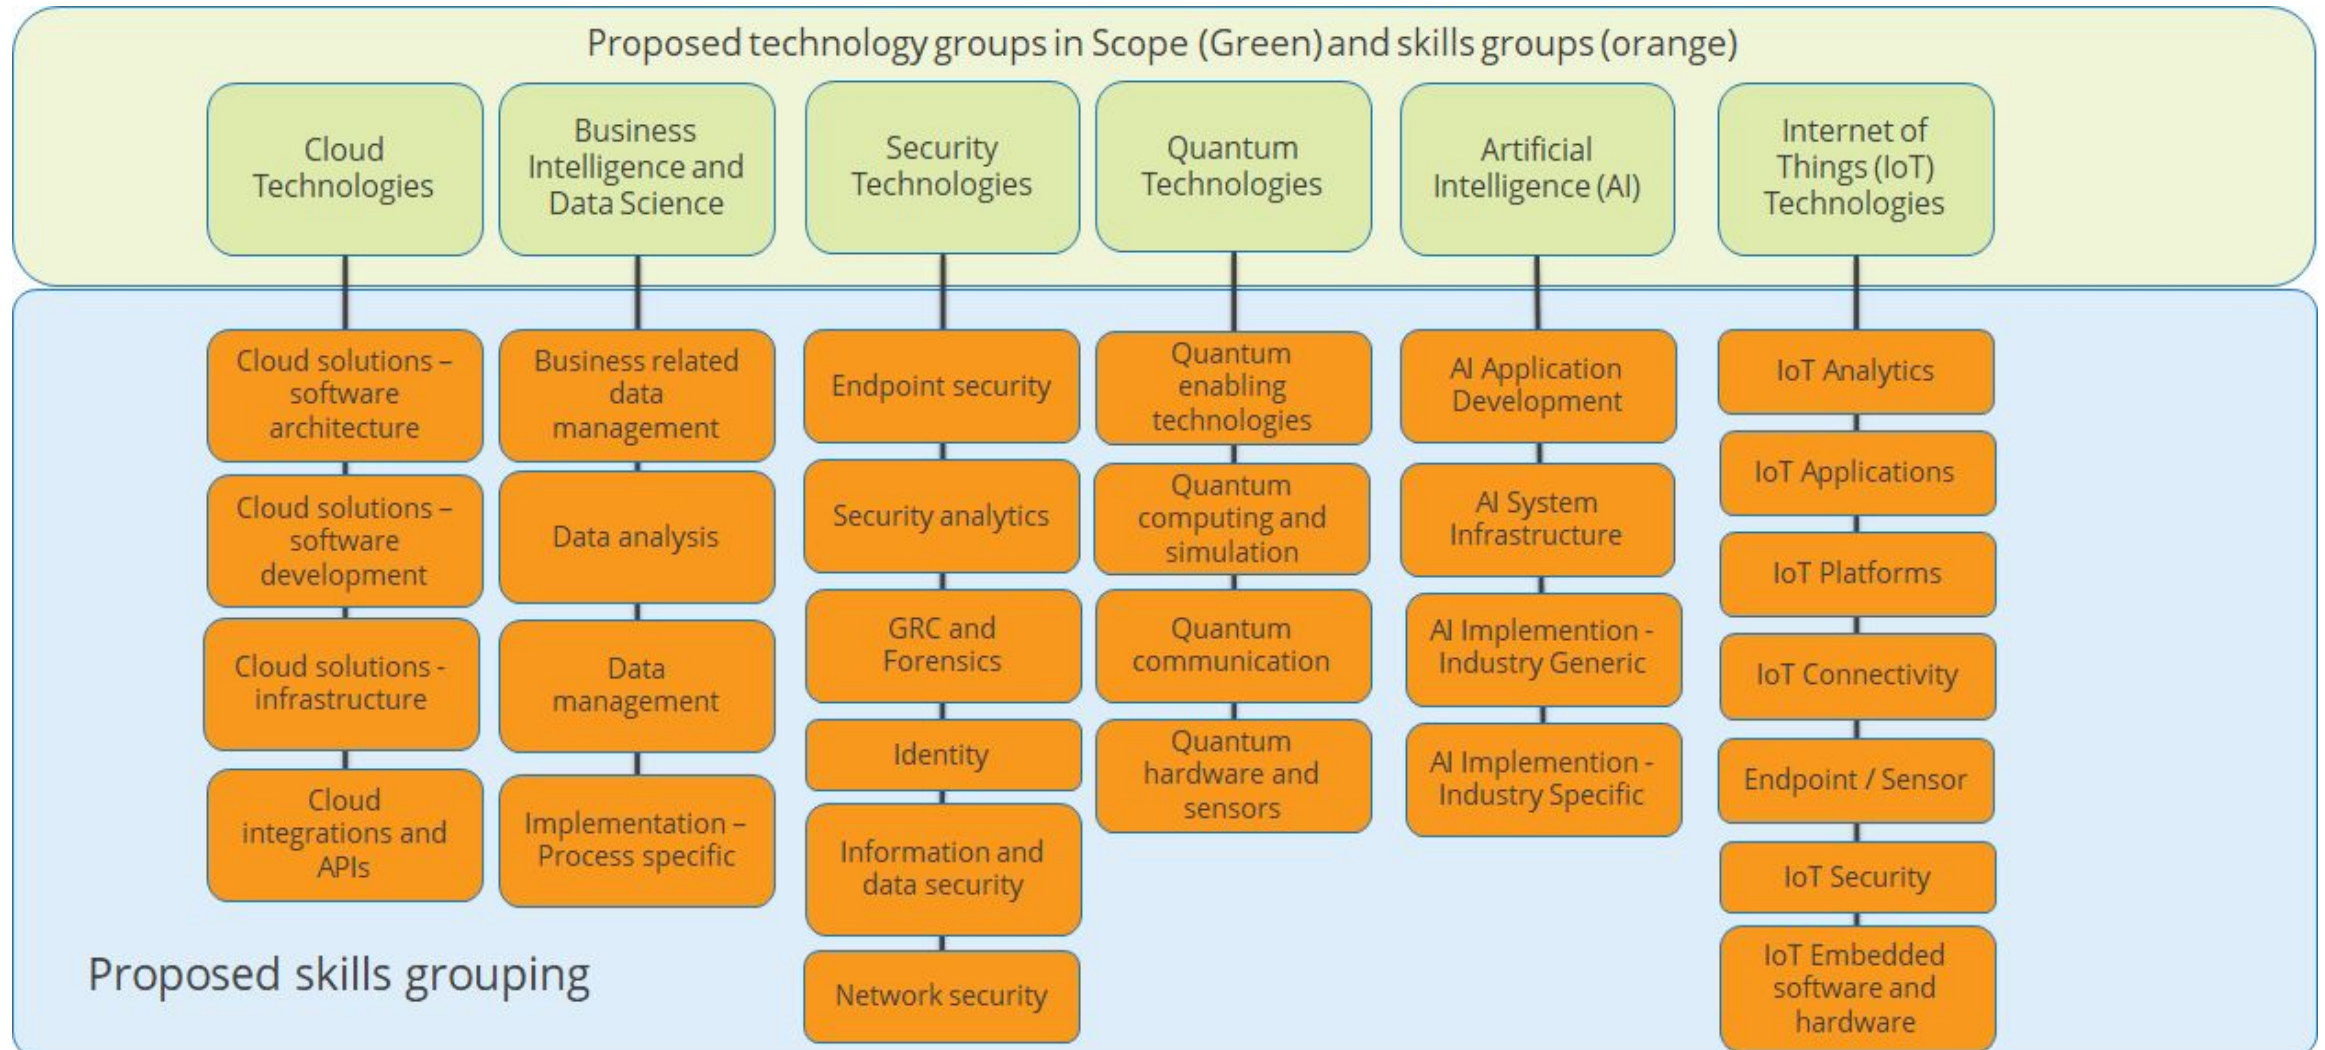 Proposed technology groups in Scope (Green) and skills groups (orange)
Cloud
Technologies
Business
Intelligence and
Data Science
Security
Technologies
Quantum
Technologies
Artificial
Intelligence (AI)
Internet of
Things (IoT)
Technologies
Cloud solutions –
software
architecture
Cloud solutions –
software
development
Cloud solutions -
infrastructure
Cloud
integrations and
APIs
Business related
data
management
Data analysis
Data
management
Implementation –
Process specific
Endpoint security
Security analytics
GRC and
Forensics
Identity
Information and
data security
Network security
Quantum
enabling
technologies
Quantum
computing and
simulation
Quantum
communication
Quantum
hardware and
sensors
AI Application
Development
AI System
Infrastructure
AI Implemention -
Industry Generic
AI Implemention -
Industry Specific
IoT Analytics
IoT Applications
IoT Platforms
IoT Connectivity
Endpoint / Sensor
IoT Security
IoT Embedded
software and
hardware
Proposed skills grouping